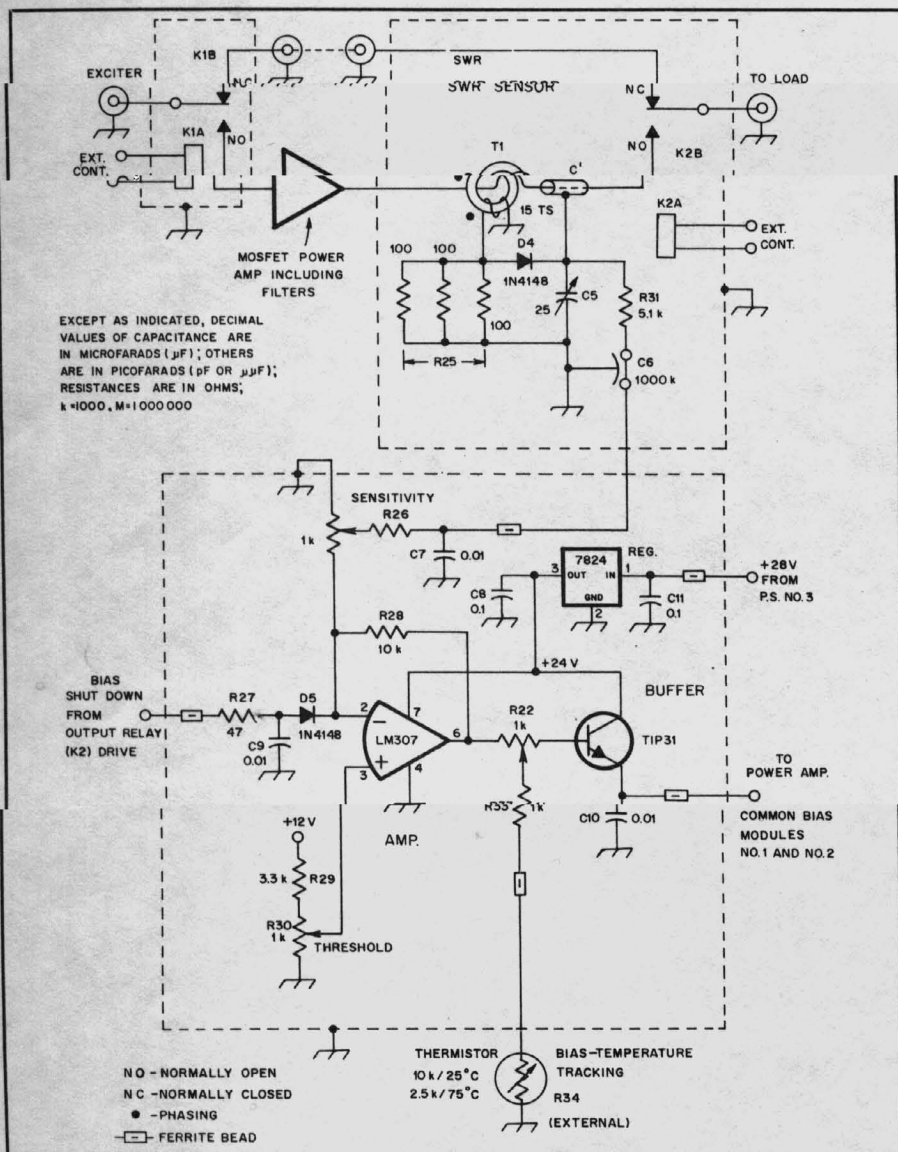 K1B
SWR
EXCITER
NC
SWR SENSOR
TO LOAD
NC
K1A
NO
T1
C'
NO
K2B
EXT.
CONT.
15 TS
K2A
EXT.
CONT.
MOSFET POWER
AMP INCLUDING
FILTERS
100
100
D4
1N4148
25
C5
R31
5.1 k
100
R25
C6
1000 k
EXCEPT AS INDICATED, DECIMAL
VALUES OF CAPACITANCE ARE
IN MICROFARADS (µF); OTHERS
ARE IN PICOFARADS (pF OR µµF);
RESISTANCES ARE IN OHMS;
k=1000, M=1000000
SENSITIVITY
R26
1k
C7
0.01
REG.
7824
3
OUT
IN
1
GND
2
+28V
FROM
P.S. NO.3
C8
0.1
C11
0.1
R28
10 k
+24 V
BUFFER
BIAS
SHUT DOWN
FROM
OUTPUT RELAY
(K2) DRIVE
R27
47
D5
1N4148
C9
0.01
2
−
7
LM307
6
3
+
4
R22
1k
TIP31
TO
POWER AMP.
COMMON BIAS
MODULES
NO.1 AND NO.2
1k
C10
0.01
AMP.
+12V
3.3 k
R29
R30
1 k
THRESHOLD
THERMISTOR
10 k/25°C
2.5 k/75°C
BIAS-TEMPERATURE
TRACKING
R34
(EXTERNAL)
NO - NORMALLY OPEN
NC - NORMALLY CLOSED
● - PHASING
- FERRITE BEAD